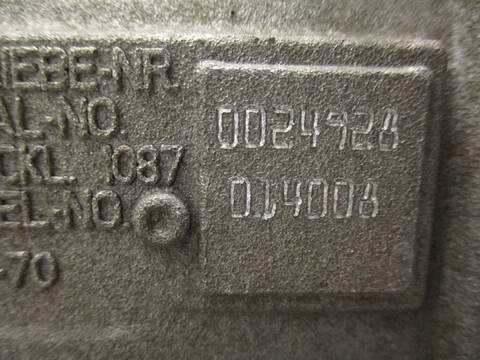 IEBE-NR.
AL-NO. 0024928
CKL. 1087
EL-NO. 014008
-70